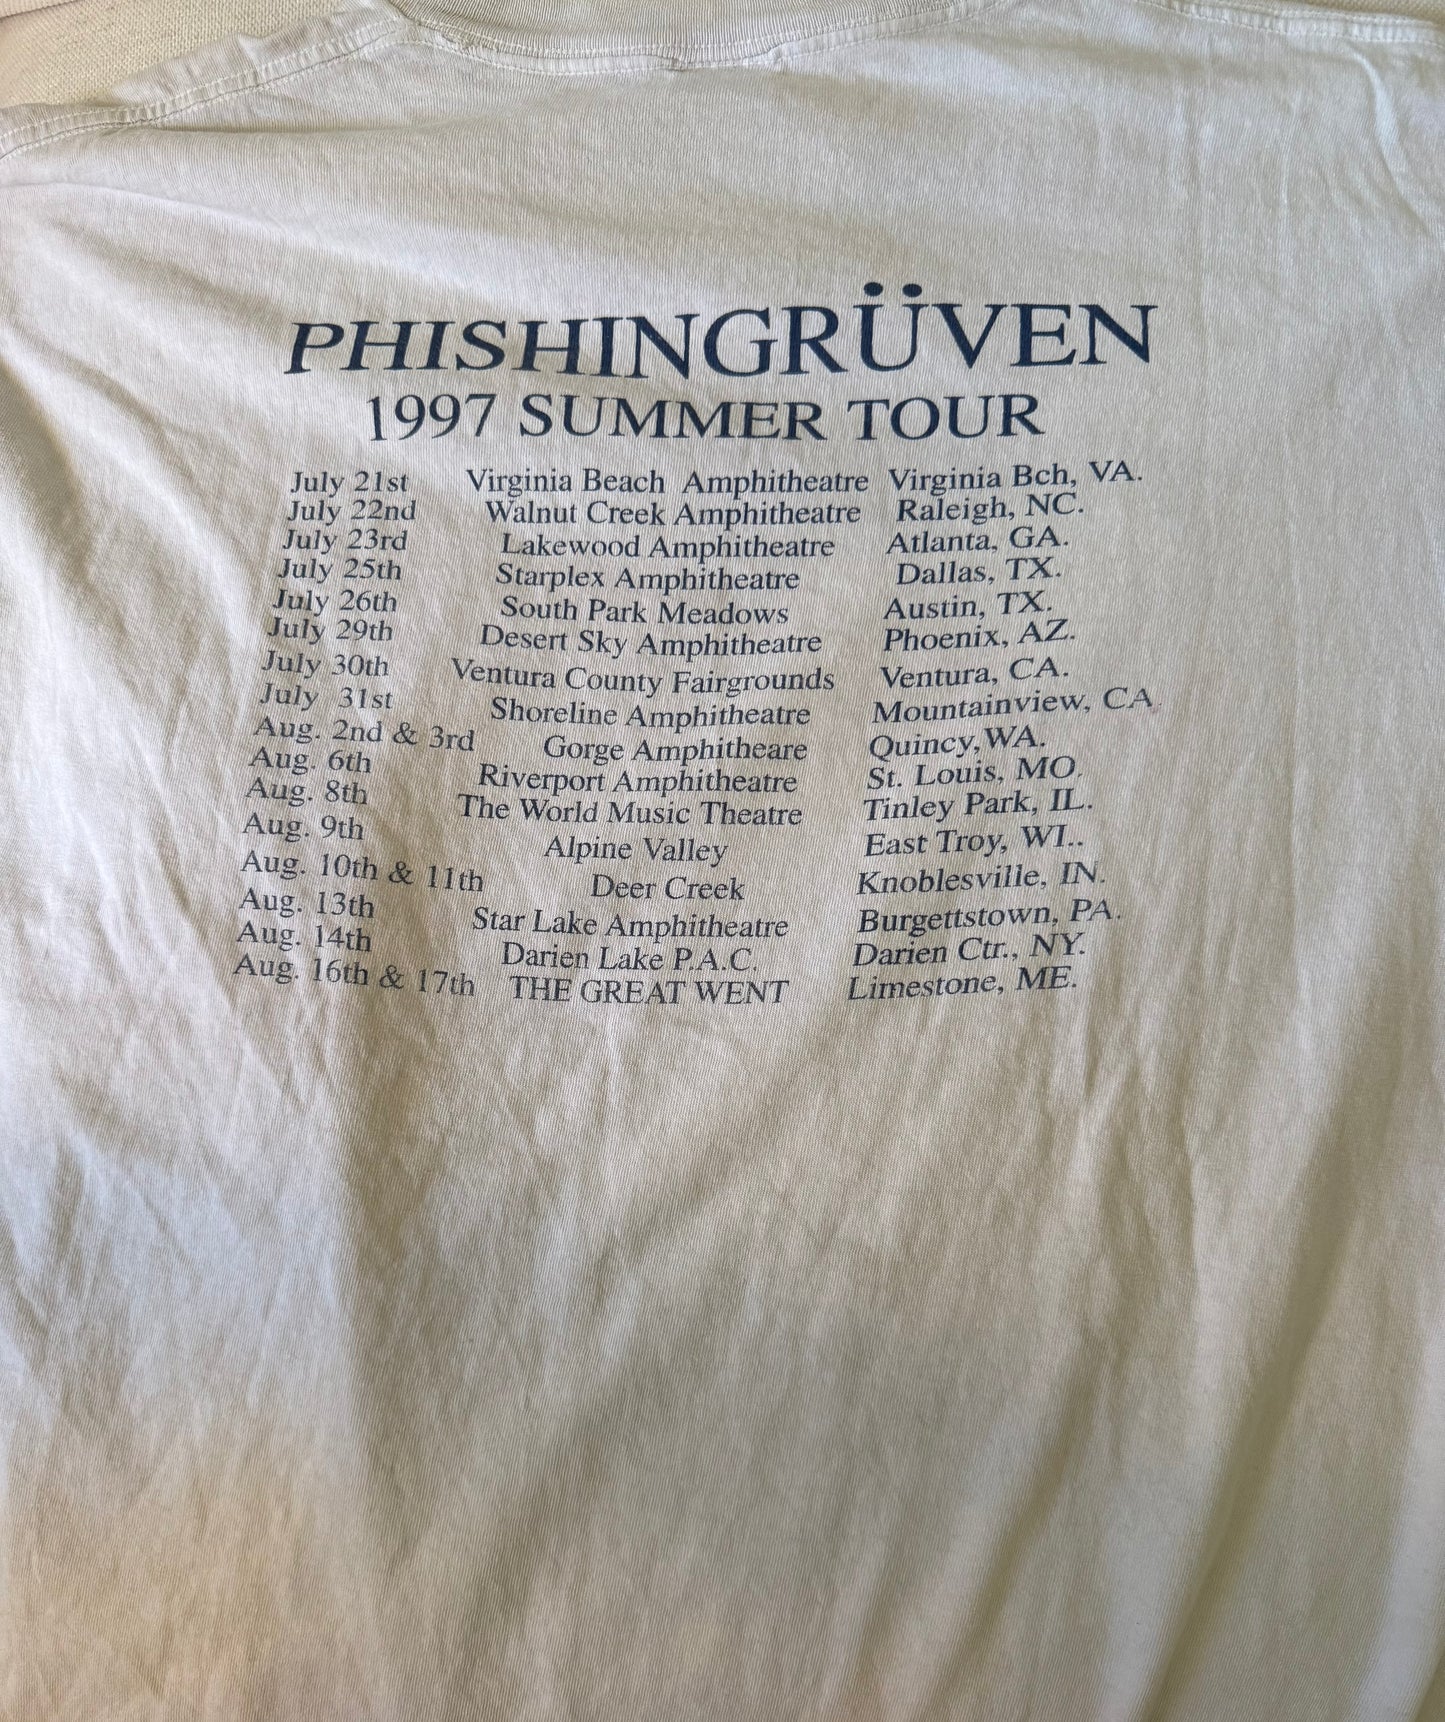 PHISHINGRÜVEN
1997 SUMMER TOUR
July 21st Virginia Beach Amphitheatre Virginia Bch, VA.
July 22nd Walnut Creek Amphitheatre Raleigh, NC.
July 23rd Lakewood Amphitheatre Atlanta, GA.
July 25th Starplex Amphitheatre Dallas, TX.
July 26th South Park Meadows Austin, TX.
July 29th Desert Sky Amphitheatre Phoenix, AZ.
July 30th Ventura County Fairgrounds Ventura, CA.
July 31st Shoreline Amphitheatre Mountainview, CA
Aug. 2nd & 3rd Gorge Amphitheare Quincy, WA.
Aug. 6th Riverport Amphitheatre St. Louis, MO.
Aug. 8th The World Music Theatre Tinley Park, IL.
Aug. 9th Alpine Valley East Troy, WI..
Aug. 10th & 11th Deer Creek Knoblesville, IN.
Aug. 13th Star Lake Amphitheatre Burgettstown, PA.
Aug. 14th Darien Lake P.A.C. Darien Ctr., NY.
Aug. 16th & 17th THE GREAT WENT Limestone, ME.